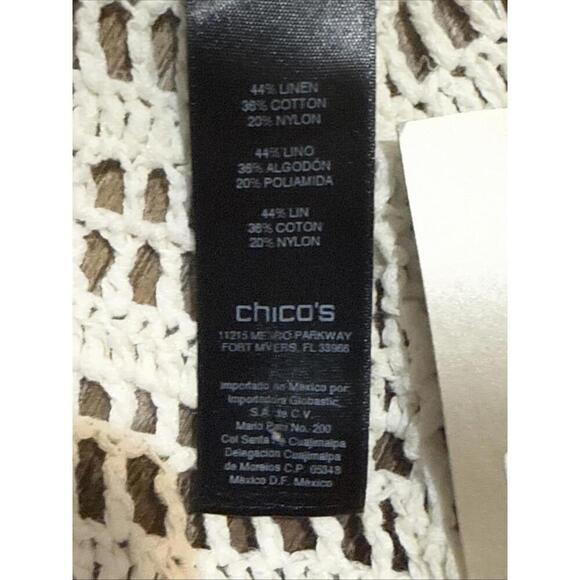 44% LINEN
36% COTTON
20% NYLON
44% LINO
36% ALGODÓN
20% POLIAMIDA
44% LIN
36% COTON
20% NYLON
chico's
11215 METRO PARKWAY
FORT MYERS, FL 33966
Importado en México por:
Importadora Globastic,
S.A. de C.V.
Mario Pani No. 200
Col Santa Fe Cuajimalpa
Delegacion Cuajimalpa
de Morelos C.P. 05348
México D.F. México